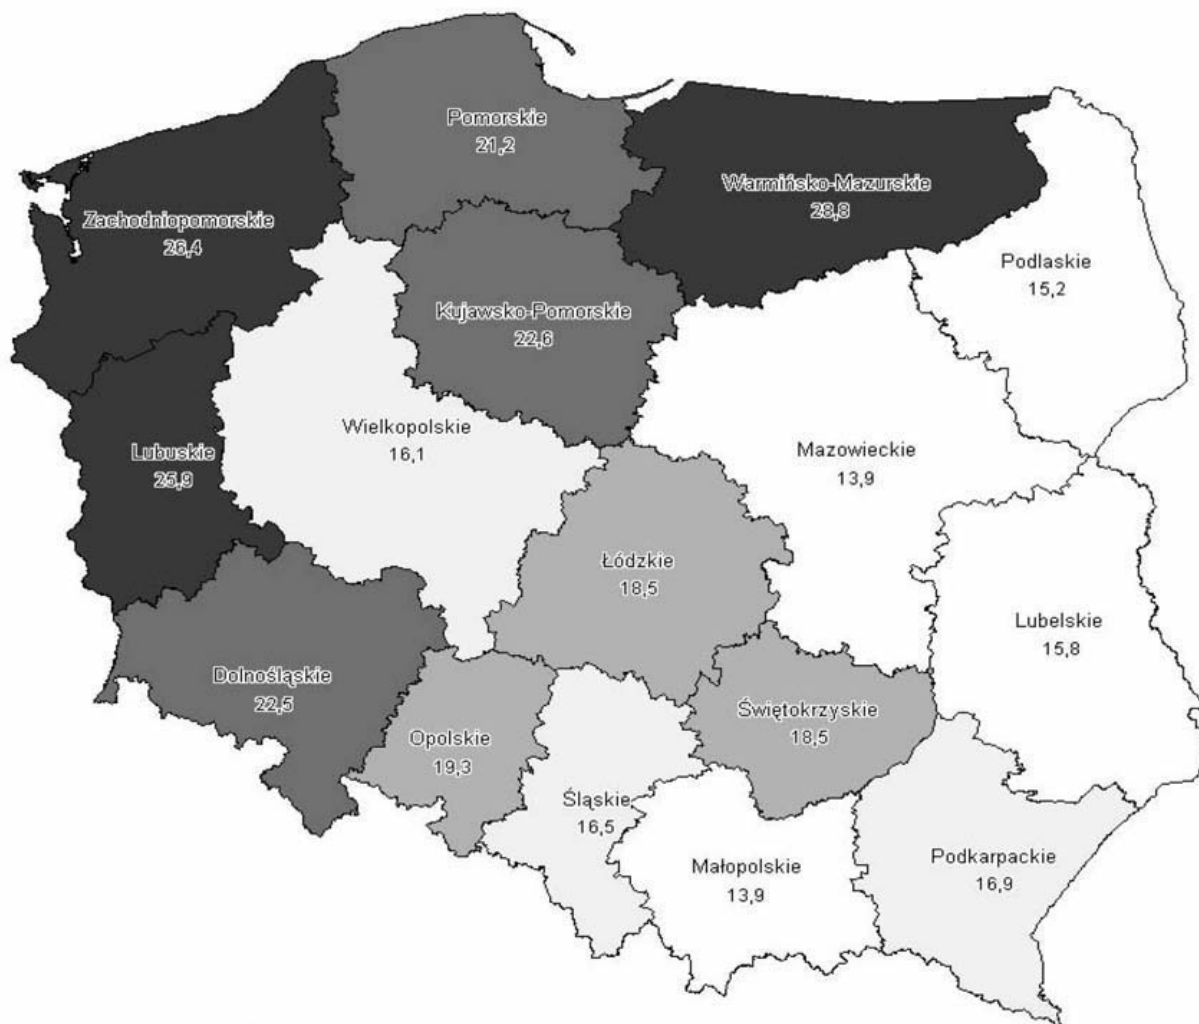 Pomorskie
21,2
Warmińsko-Mazurskie
28,8
Zachodniopomorskie
26,4
Podlaskie
15,2
Kujawsko-Pomorskie
22,6
Wielkopolskie
16,1
Mazowieckie
13,9
Lubuskie
25,9
Łódzkie
18,5
Lubelskie
15,8
Dolnośląskie
22,5
Opolskie
19,3
Świętokrzyskie
18,5
Śląskie
16,5
Małopolskie
13,9
Podkarpackie
16,9